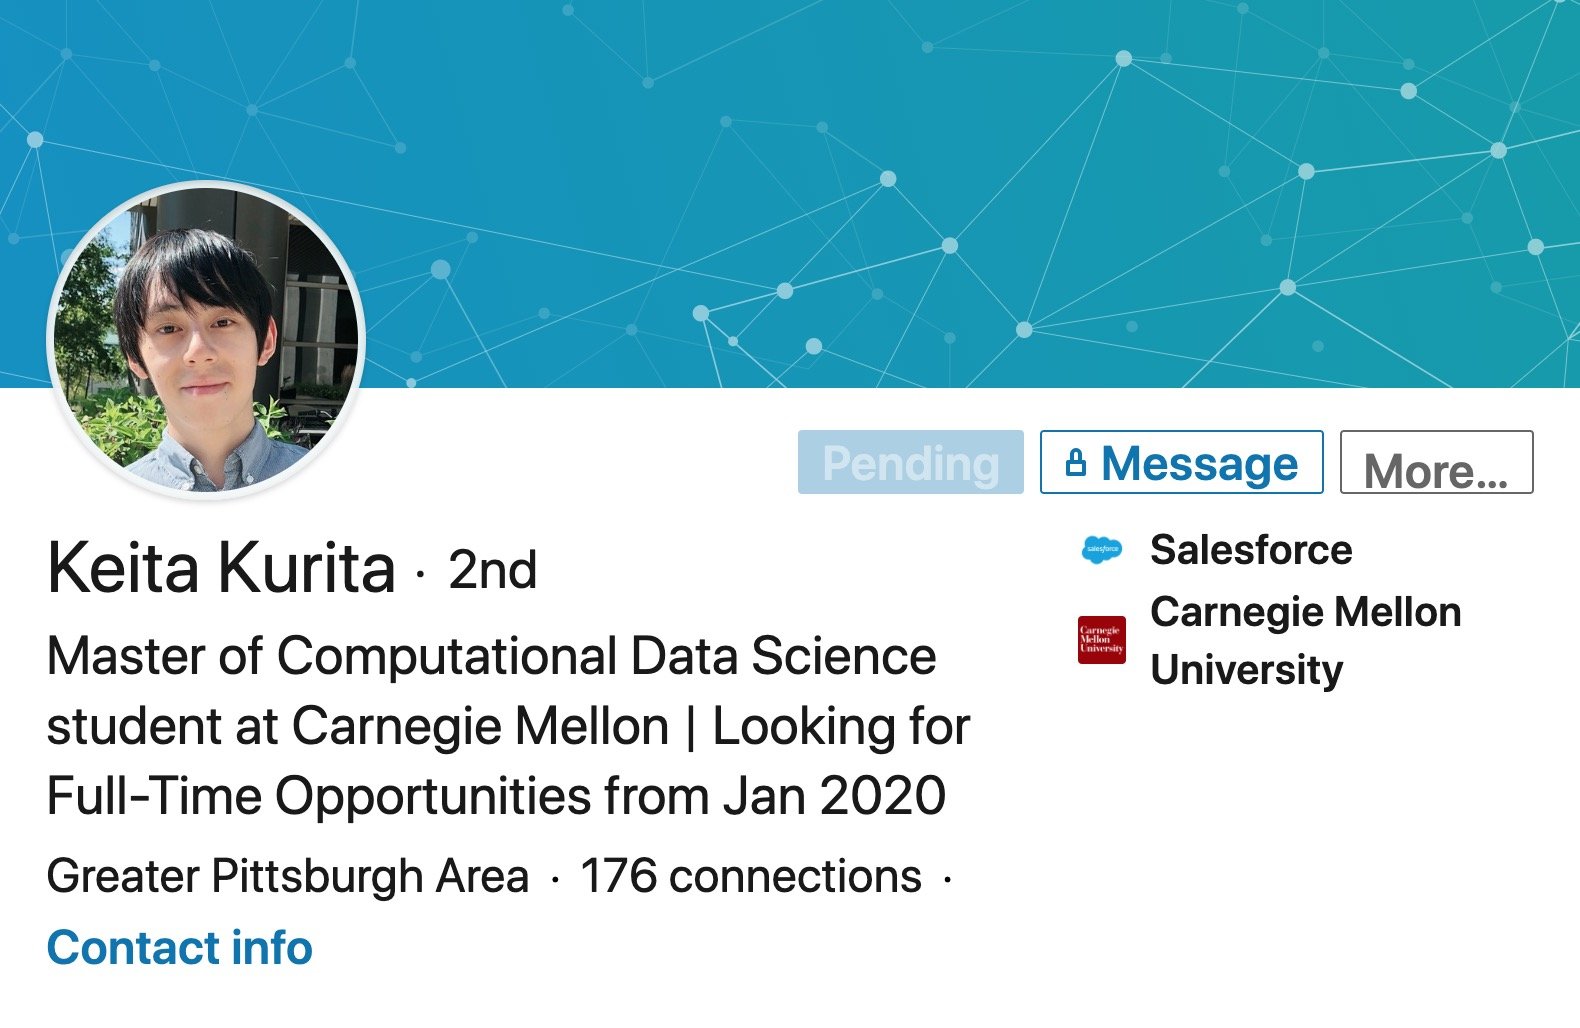 Pending
Message
More...
Keita Kurita · 2nd
Master of Computational Data Science
student at Carnegie Mellon | Looking for
Full-Time Opportunities from Jan 2020
Greater Pittsburgh Area · 176 connections ·
Contact info
salesforce
Salesforce
Carnegie
Mellon
University
Carnegie Mellon
University